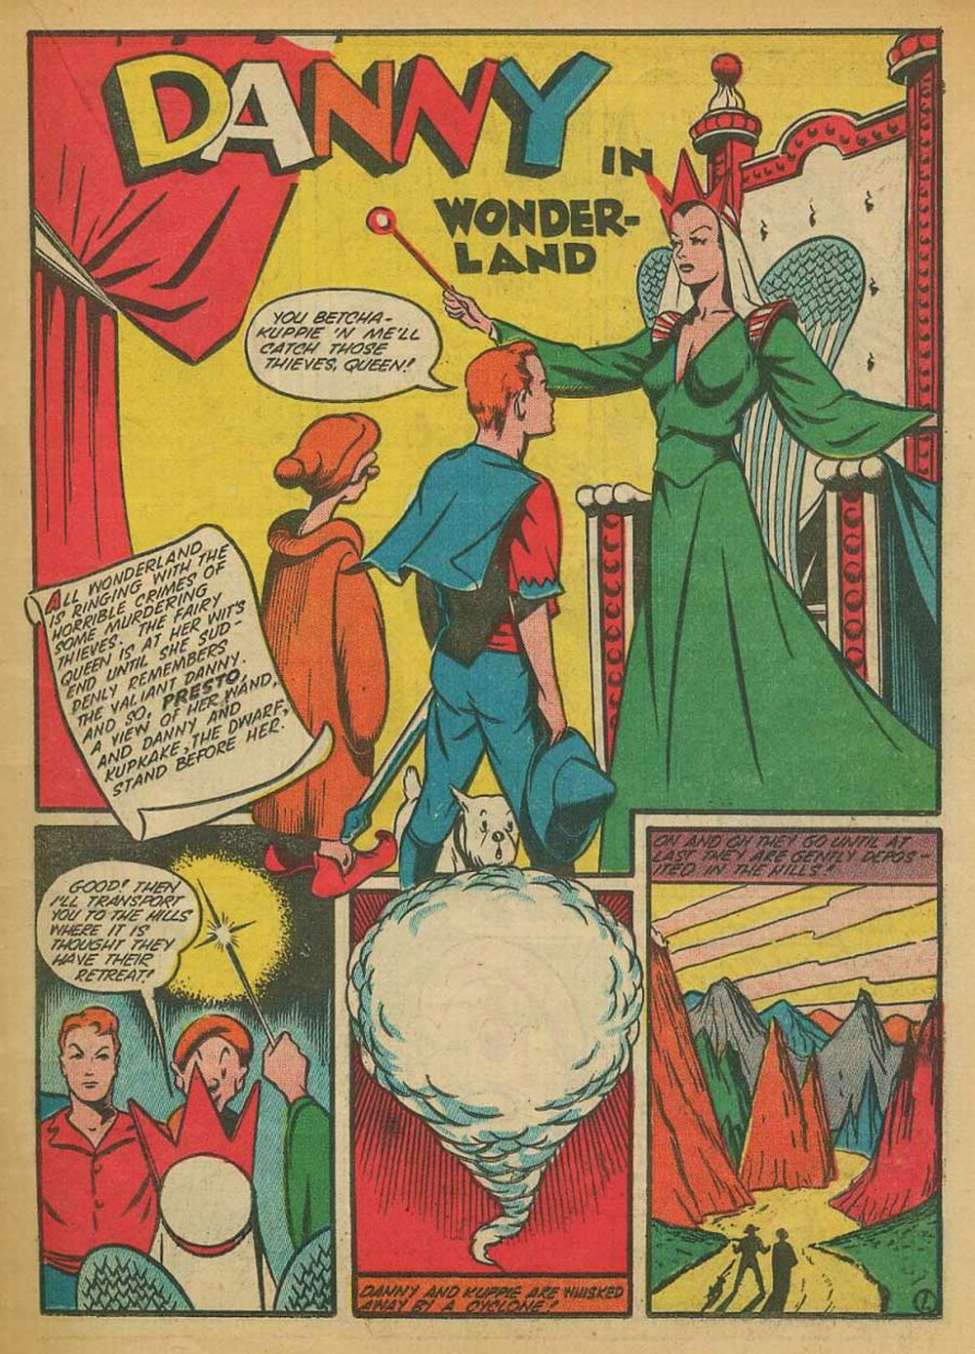 DANNY
IN
WONDER-
LAND
YOU BETCHA-
KUPPIE 'N ME'LL
CATCH THOSE
THIEVES, QUEEN!
ALL WONDERLAND
IS RINGING WITH THE
HORRIBLE CRIMES OF
SOME MURDERING
THIEVES. THE FAIRY
QUEEN IS AT HER WIT'S
END UNTIL SHE SUD-
DENLY REMEMBERS
THE VALIANT DANNY.
AND SO, PRESTO,
A VIEW OF HER WAND,
AND DANNY AND
KUPKAKE, THE DWARF,
STAND BEFORE HER.
GOOD! THEN
I'LL TRANSPORT
YOU TO THE HILLS
WHERE IT IS
THOUGHT THEY
HAVE THEIR
RETREAT!
DANNY AND KUPPIE ARE WHISKED
AWAY BY A CYCLONE!
ON AND ON THEY GO UNTIL AT
LAST THEY ARE GENTLY DEPOS-
ITED IN THE HILLS!